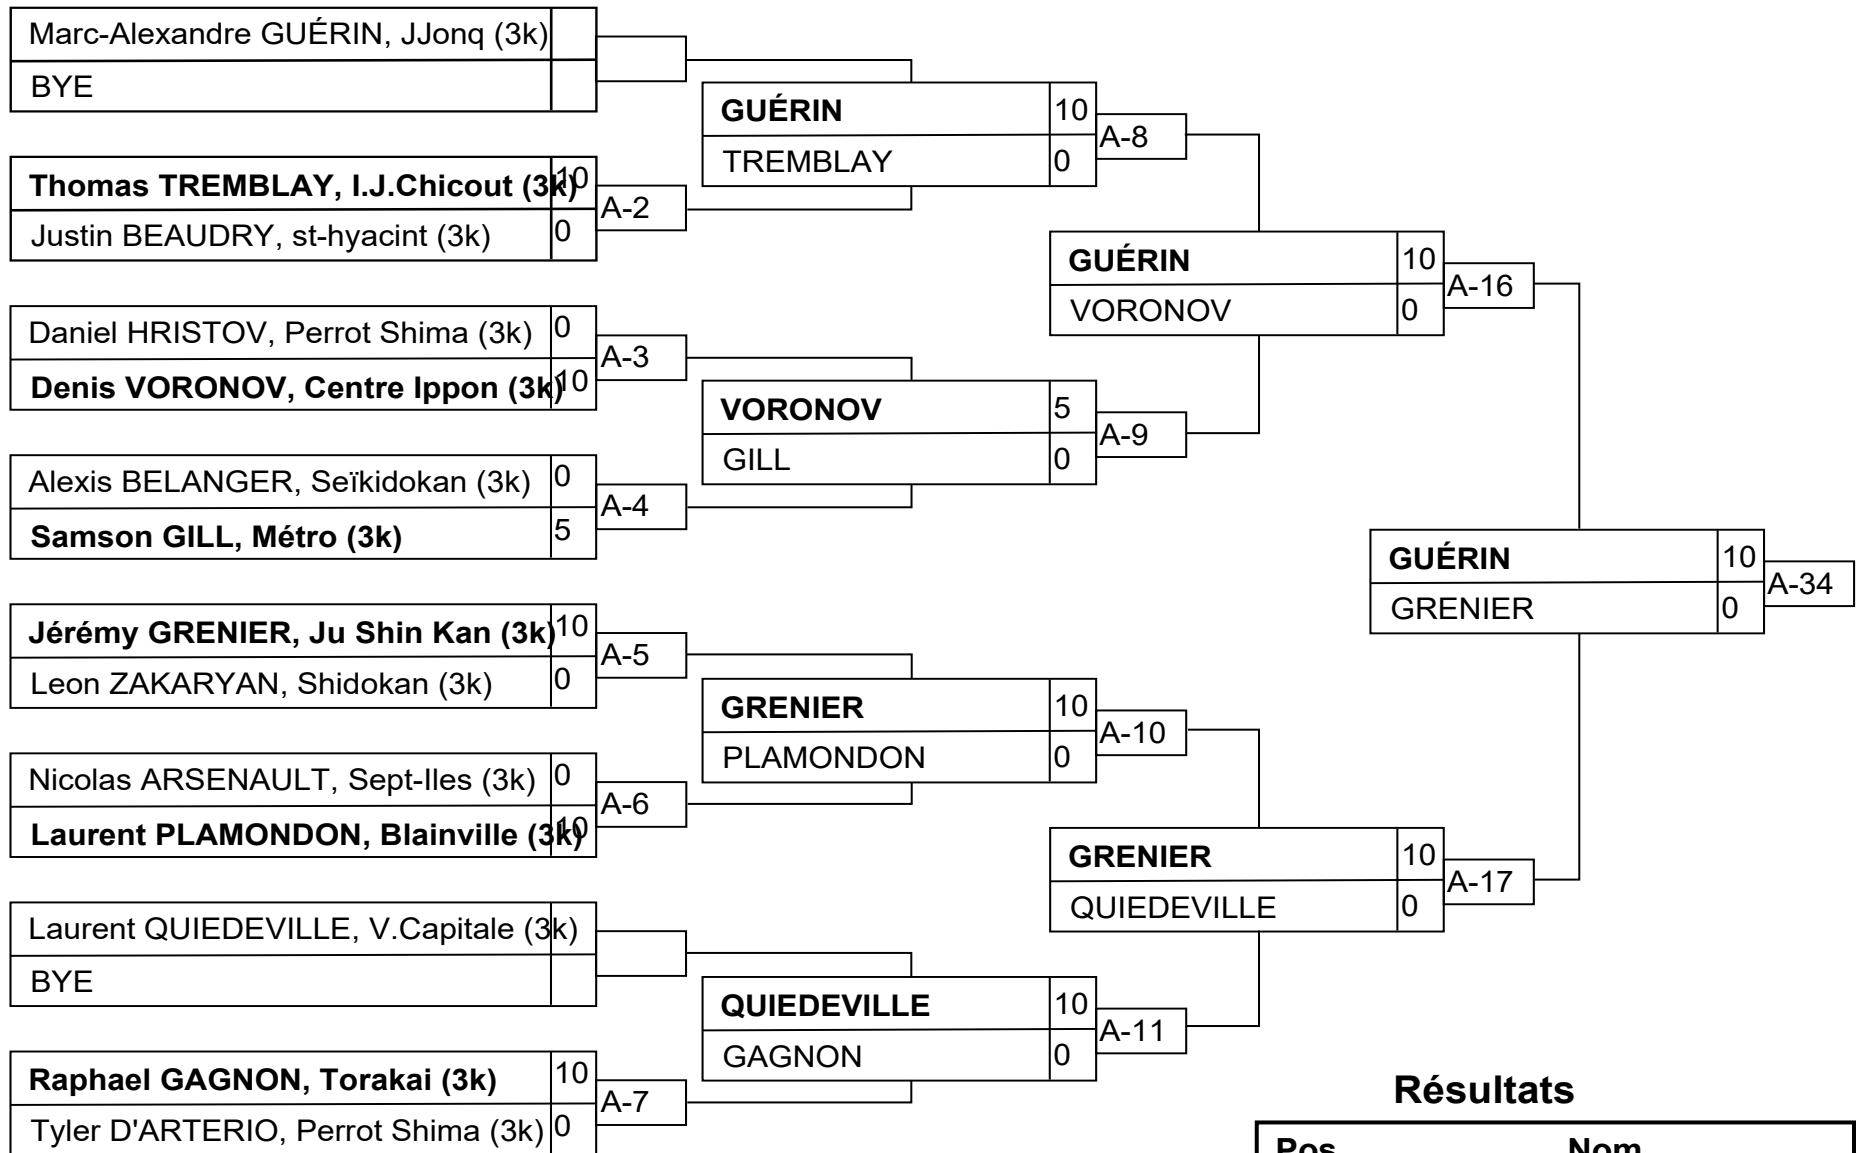 Marc-Alexandre GUÉRIN, JJonq (3k)
BYE
Thomas TREMBLAY, I.J.Chicout (3k) 10
Justin BEAUDRY, st-hyacint (3k) 0
A-2
GUÉRIN 10
TREMBLAY 0
A-8
Daniel HRISTOV, Perrot Shima (3k) 0
Denis VORONOV, Centre Ippon (3k) 10
A-3
Alexis BELANGER, Seïkidokan (3k) 0
Samson GILL, Métro (3k) 5
A-4
VORONOV 5
GILL 0
A-9
GUÉRIN 10
VORONOV 0
A-16
Jérémy GRENIER, Ju Shin Kan (3k) 10
Leon ZAKARYAN, Shidokan (3k) 0
A-5
Nicolas ARSENAULT, Sept-Iles (3k) 0
Laurent PLAMONDON, Blainville (3k) 10
A-6
GRENIER 10
PLAMONDON 0
A-10
Laurent QUIEDEVILLE, V.Capitale (3k)
BYE
Raphael GAGNON, Torakai (3k) 10
Tyler D'ARTERIO, Perrot Shima (3k) 0
A-7
QUIEDEVILLE 10
GAGNON 0
A-11
GRENIER 10
QUIEDEVILLE 0
A-17
GUÉRIN 10
GRENIER 0
A-34
Résultats
Pos Nom